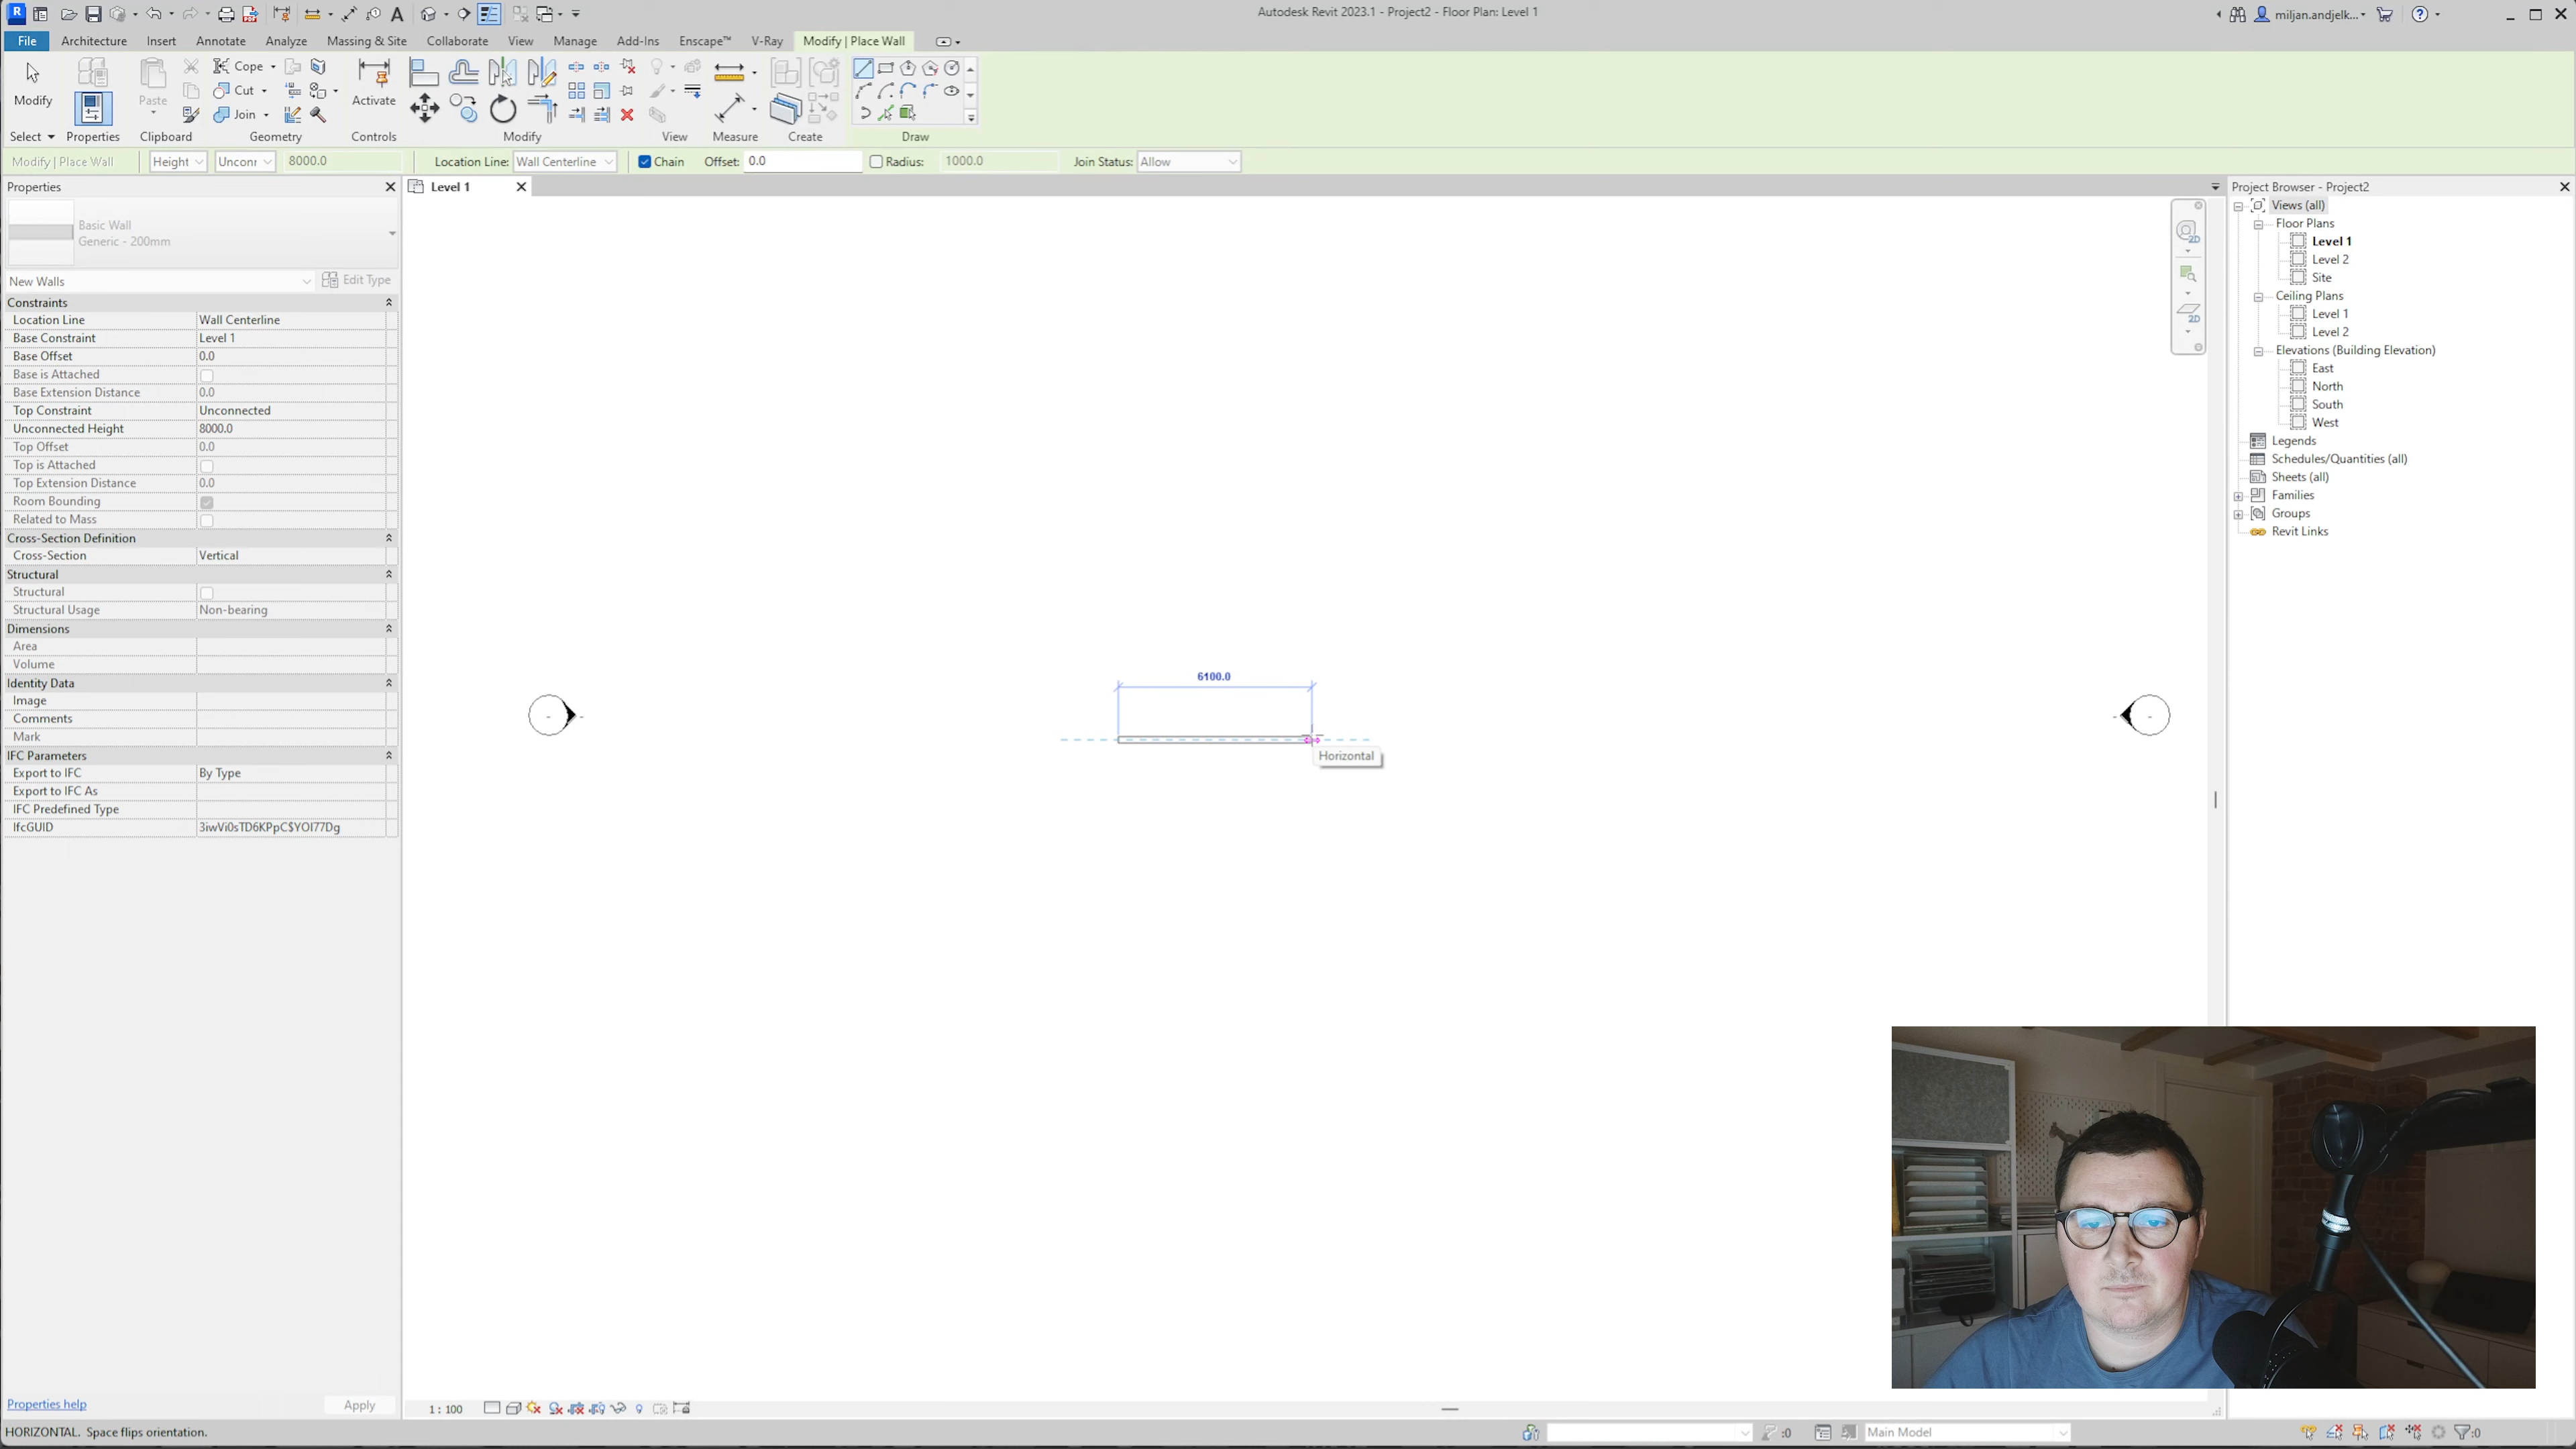 R
Autodesk Revit 2023.1 - Project2 - Floor Plan: Level 1
miljan.andjelk...
File Architecture Insert Annotate Analyze Massing & Site Collaborate View Manage Add-Ins Enscape™ V-Ray Modify | Place Wall
Modify Paste Cope Cut Join Activate
Select Properties Clipboard Geometry Controls Modify View Measure Create Draw
Modify | Place Wall Height Unconr 8000.0 Location Line: Wall Centerline Chain Offset: 0.0 Radius: 1000.0 Join Status: Allow
Properties
Basic Wall
Generic - 200mm
New Walls Edit Type
Constraints
Location Line Wall Centerline
Base Constraint Level 1
Base Offset 0.0
Base is Attached
Base Extension Distance 0.0
Top Constraint Unconnected
Unconnected Height 8000.0
Top Offset 0.0
Top is Attached
Top Extension Distance 0.0
Room Bounding
Related to Mass
Cross-Section Definition
Cross-Section Vertical
Structural
Structural
Structural Usage Non-bearing
Dimensions
Area
Volume
Identity Data
Image
Comments
Mark
IFC Parameters
Export to IFC By Type
Export to IFC As
IFC Predefined Type
IfcGUID 3iwVi0sTD6KPpC$YOI77Dg
Properties help Apply
Level 1
2D
2D
6100.0
Horizontal
Project Browser - Project2
Views (all)
Floor Plans
Level 1
Level 2
Site
Ceiling Plans
Level 1
Level 2
Elevations (Building Elevation)
East
North
South
West
Legends
Schedules/Quantities (all)
Sheets (all)
Families
Groups
Revit Links
1 : 100
HORIZONTAL. Space flips orientation.
:0 Main Model :0